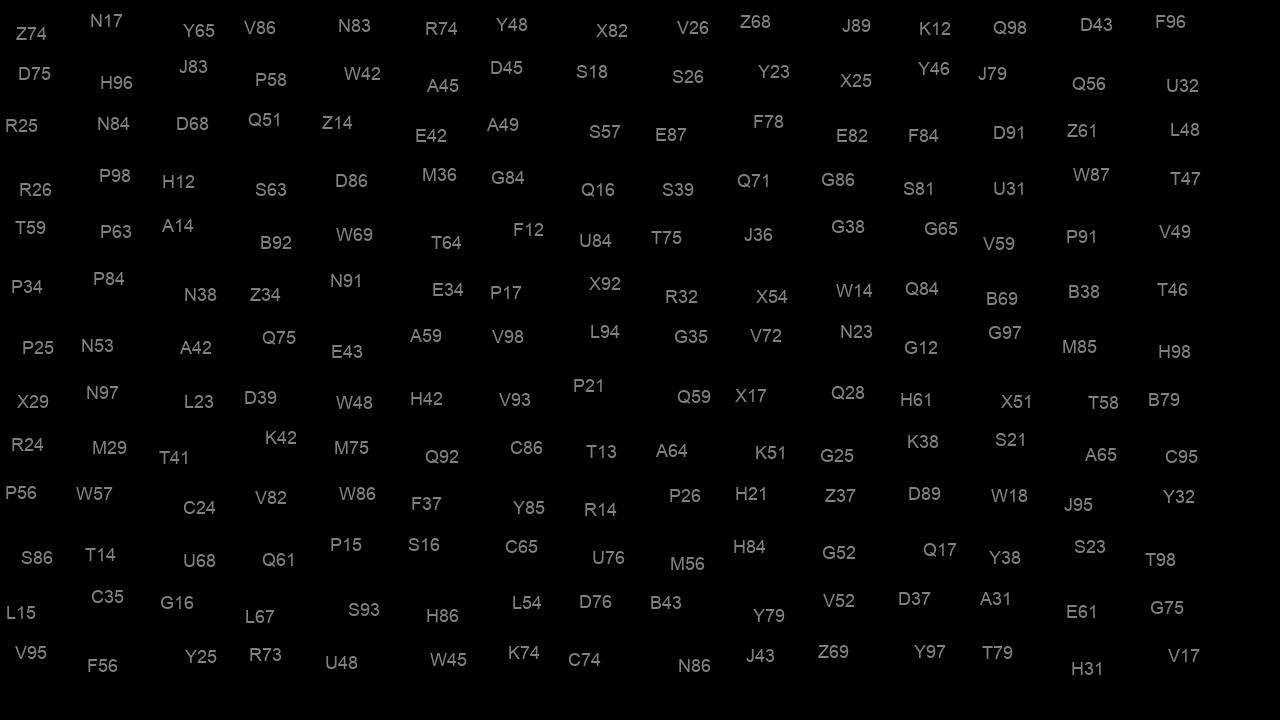 Z74 N17 Y65 V86 N83 R74 Y48 X82 V26 Z68 J89 K12 Q98 D43 F96
D75 H96 J83 P58 W42 A45 D45 S18 S26 Y23 X25 Y46 J79 Q56 U32
R25 N84 D68 Q51 Z14 E42 A49 S57 E87 F78 E82 F84 D91 Z61 L48
R26 P98 H12 S63 D86 M36 G84 Q16 S39 Q71 G86 S81 U31 W87 T47
T59 P63 A14 B92 W69 T64 F12 U84 T75 J36 G38 G65 V59 P91 V49
P34 P84 N38 Z34 N91 E34 P17 X92 R32 X54 W14 Q84 B69 B38 T46
P25 N53 A42 Q75 E43 A59 V98 L94 G35 V72 N23 G12 G97 M85 H98
X29 N97 L23 D39 W48 H42 V93 P21 Q59 X17 Q28 H61 X51 T58 B79
R24 M29 T41 K42 M75 Q92 C86 T13 A64 K51 G25 K38 S21 A65 C95
P56 W57 C24 V82 W86 F37 Y85 R14 P26 H21 Z37 D89 W18 J95 Y32
S86 T14 U68 Q61 P15 S16 C65 U76 M56 H84 G52 Q17 Y38 S23 T98
L15 C35 G16 L67 S93 H86 L54 D76 B43 Y79 V52 D37 A31 E61 G75
V95 F56 Y25 R73 U48 W45 K74 C74 N86 J43 Z69 Y97 T79 H31 V17